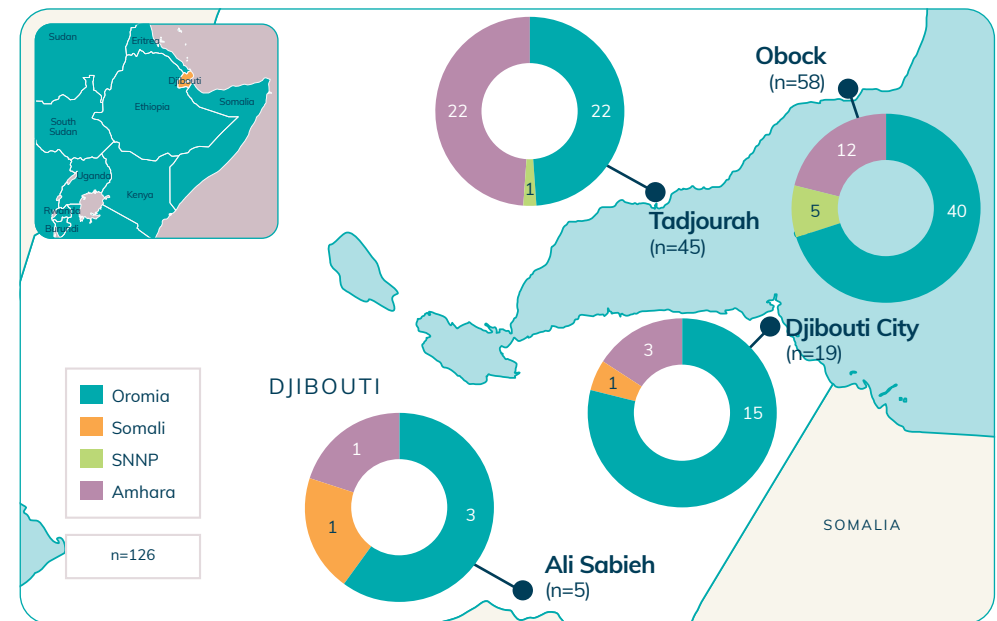 Sudan
Eritrea
Djibouti
Ethiopia
Somalia
South
Sudan
Uganda
Kenya
Rwanda
Burundi
22
22
1
Tadjourah
(n=45)
Obock
(n=58)
12
5
40
Djibouti City
(n=19)
3
1
15
DJIBOUTI
Oromia
Somali
SNNP
Amhara
n=126
1
1
3
Ali Sabieh
(n=5)
SOMALIA